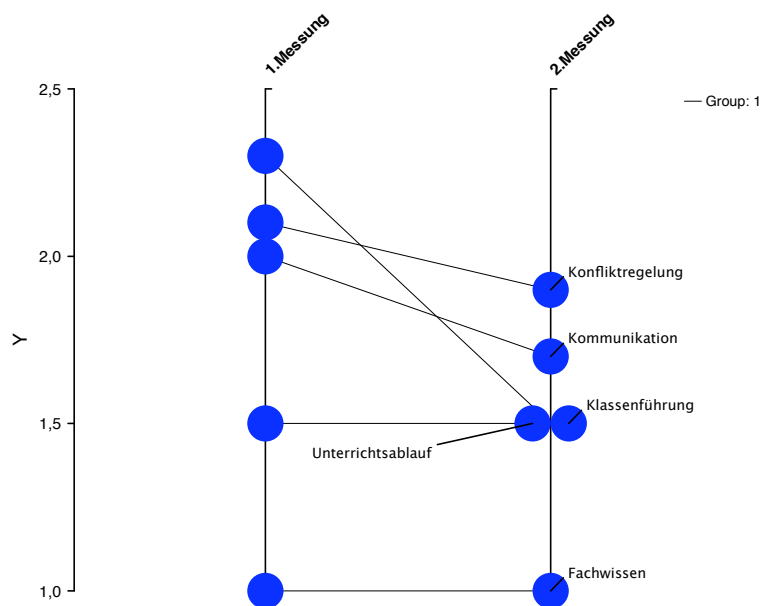 1.Messung
2.Messung
2,5
Group: 1
2,0
Konfliktregelung
Kommunikation
Y
Klassenführung
1,5
Unterrichtsablauf
Fachwissen
1,0